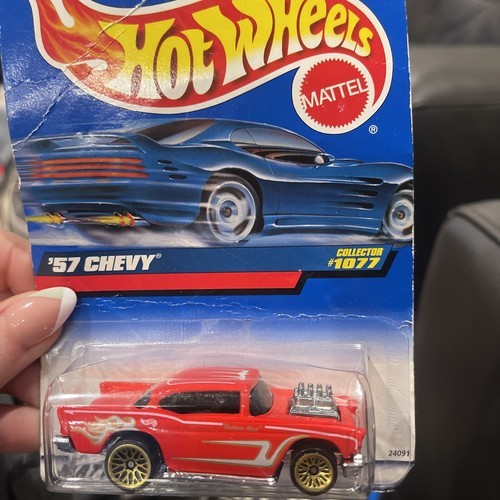 HOT WHEELS
MATTEL
®
'57 CHEVY®
COLLECTOR
#1077
24091